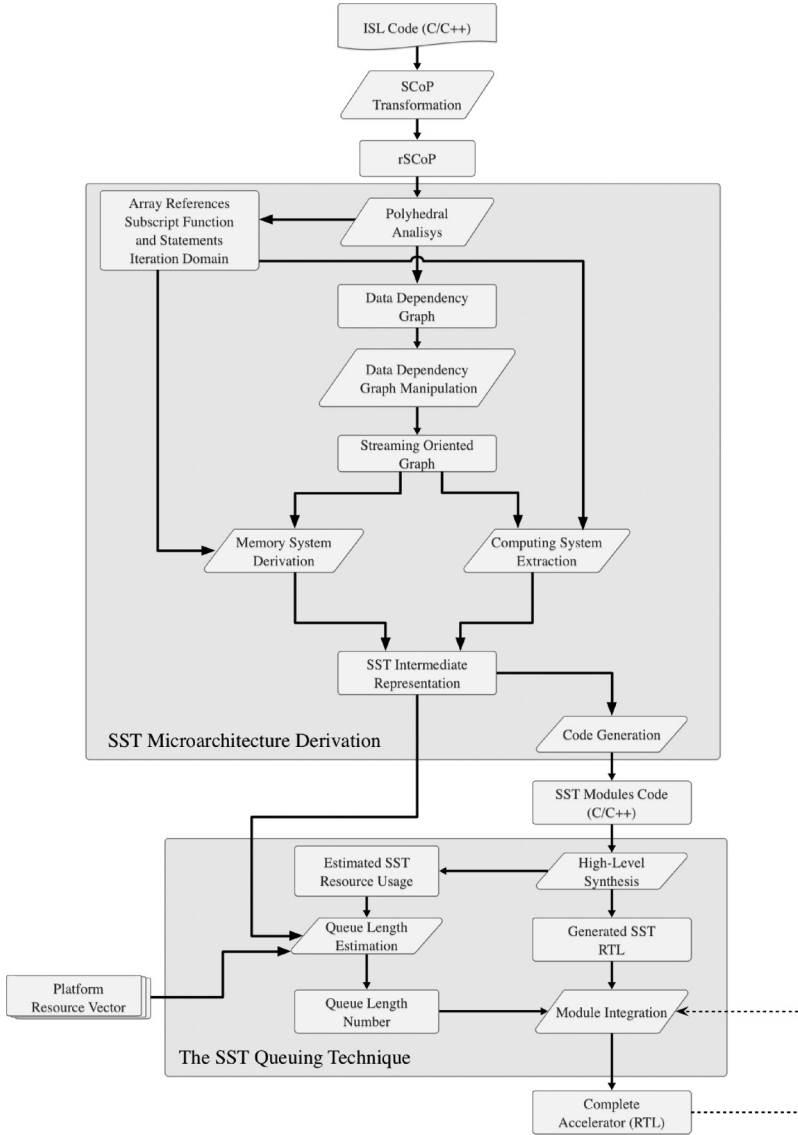 ISL Code (C/C++)
SCoP
Transformation
rSCoP
Array References
Subscript Function
and Statements
Iteration Domain
Polyhedral
Analisys
Data Dependency
Graph
Data Dependency
Graph Manipulation
Streaming Oriented
Graph
Memory System
Derivation
Computing System
Extraction
SST Intermediate
Representation
SST Microarchitecture Derivation
Code Generation
SST Modules Code
(C/C++)
Estimated SST
Resource Usage
High-Level
Synthesis
Queue Length
Estimation
Generated SST
RTL
Platform
Resource Vector
Queue Length
Number
Module Integration
The SST Queuing Technique
Complete
Accelerator (RTL)